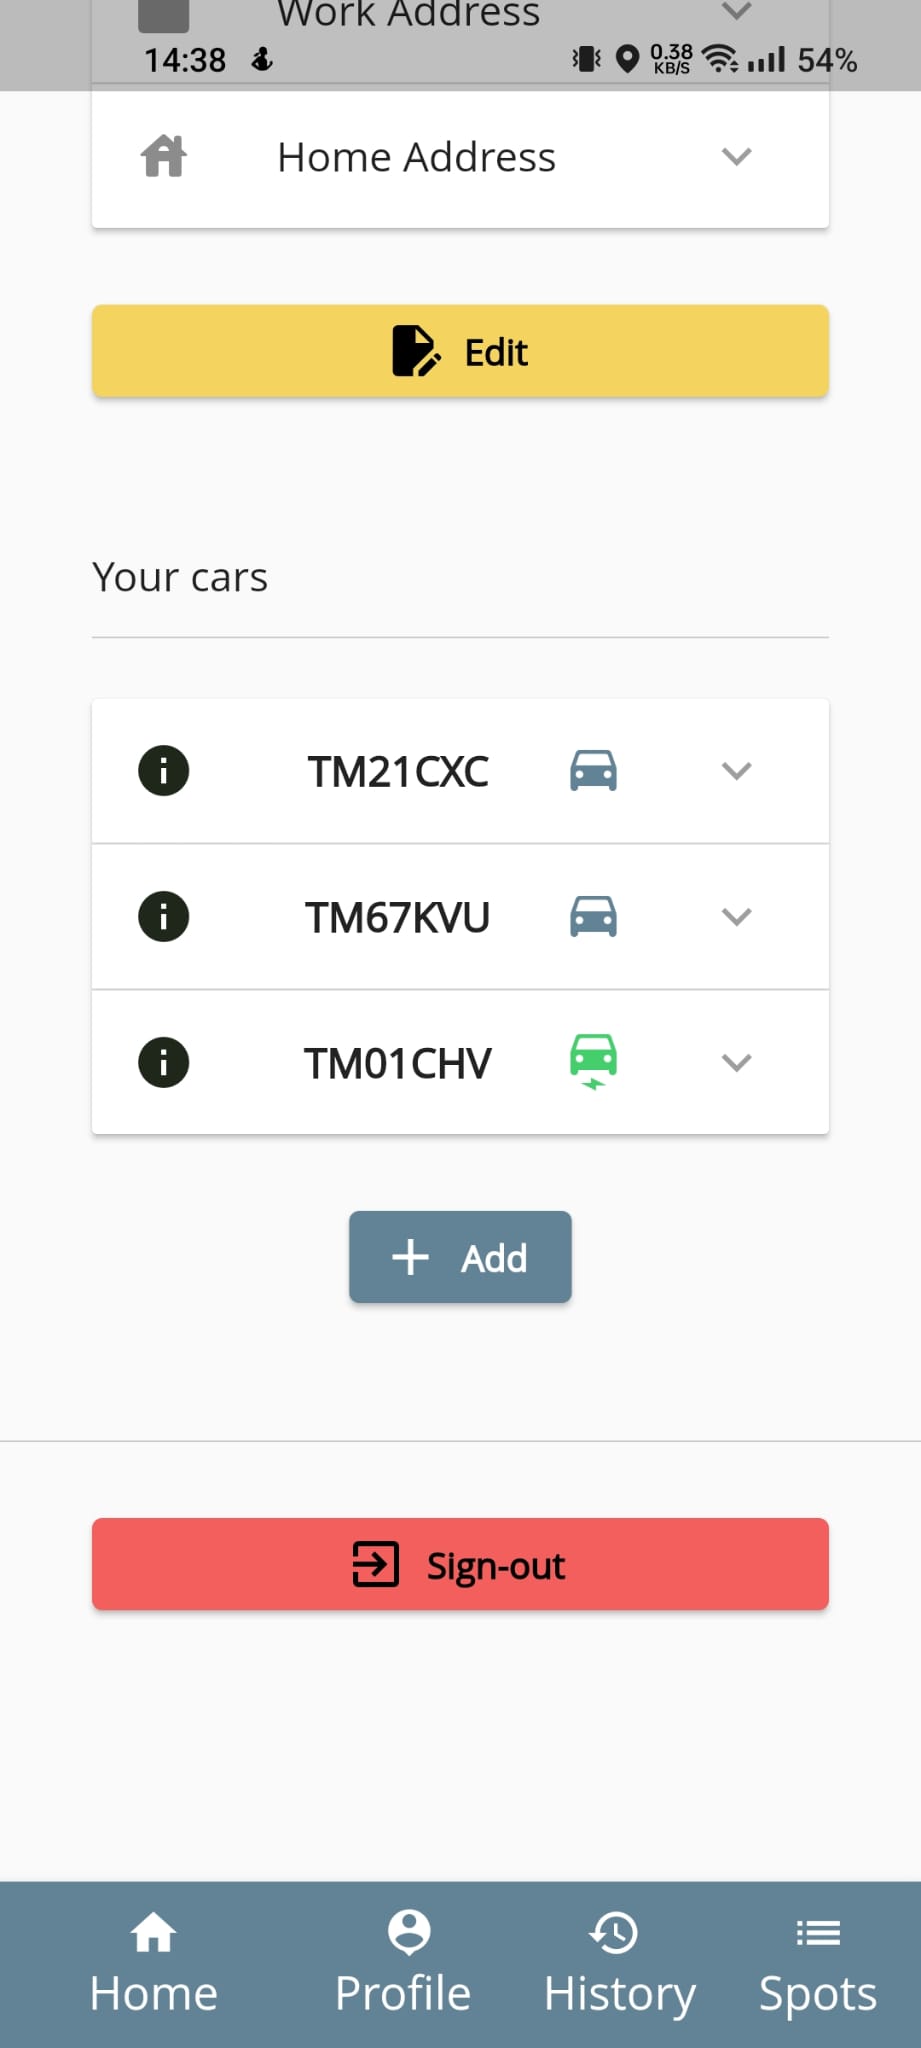 Work Address
14:38
0.38
KB/S
54%
Home Address
Edit
Your cars
TM21CXC
TM67KVU
TM01CHV
Add
Sign-out
Home
Profile
History
Spots